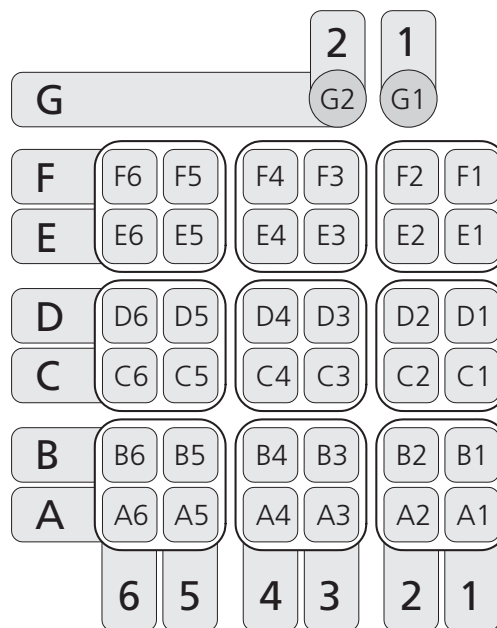 2 1
G G2 G1
F F6 F5 F4 F3 F2 F1
E E6 E5 E4 E3 E2 E1
D D6 D5 D4 D3 D2 D1
C C6 C5 C4 C3 C2 C1
B B6 B5 B4 B3 B2 B1
A A6 A5 A4 A3 A2 A1
6 5 4 3 2 1